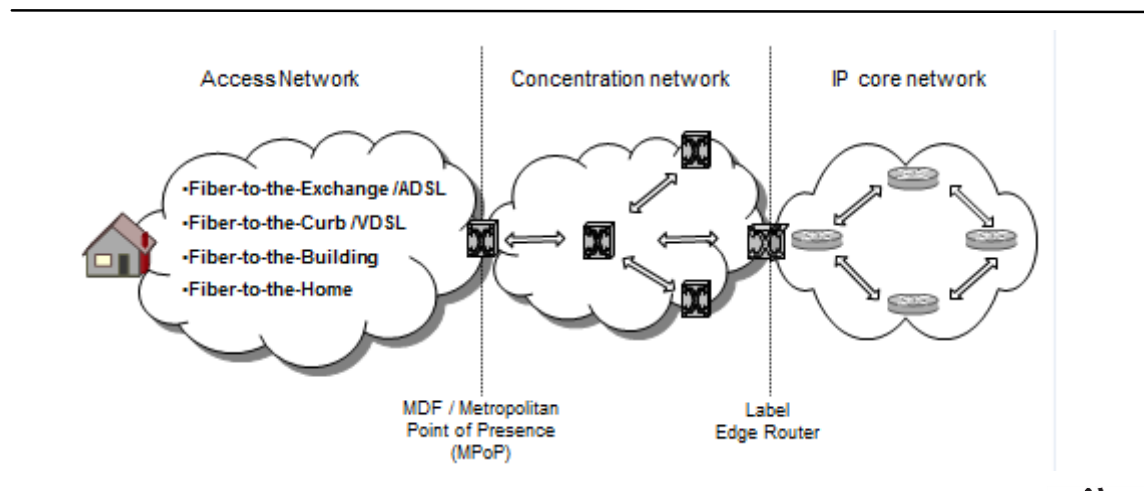 Access Network
Concentration network
IP core network
•Fiber-to-the-Exchange /ADSL
•Fiber-to-the-Curb /VDSL
•Fiber-to-the-Building
•Fiber-to-the-Home
MDF / Metropolitan
Point of Presence
(MPoP)
Label
Edge Router